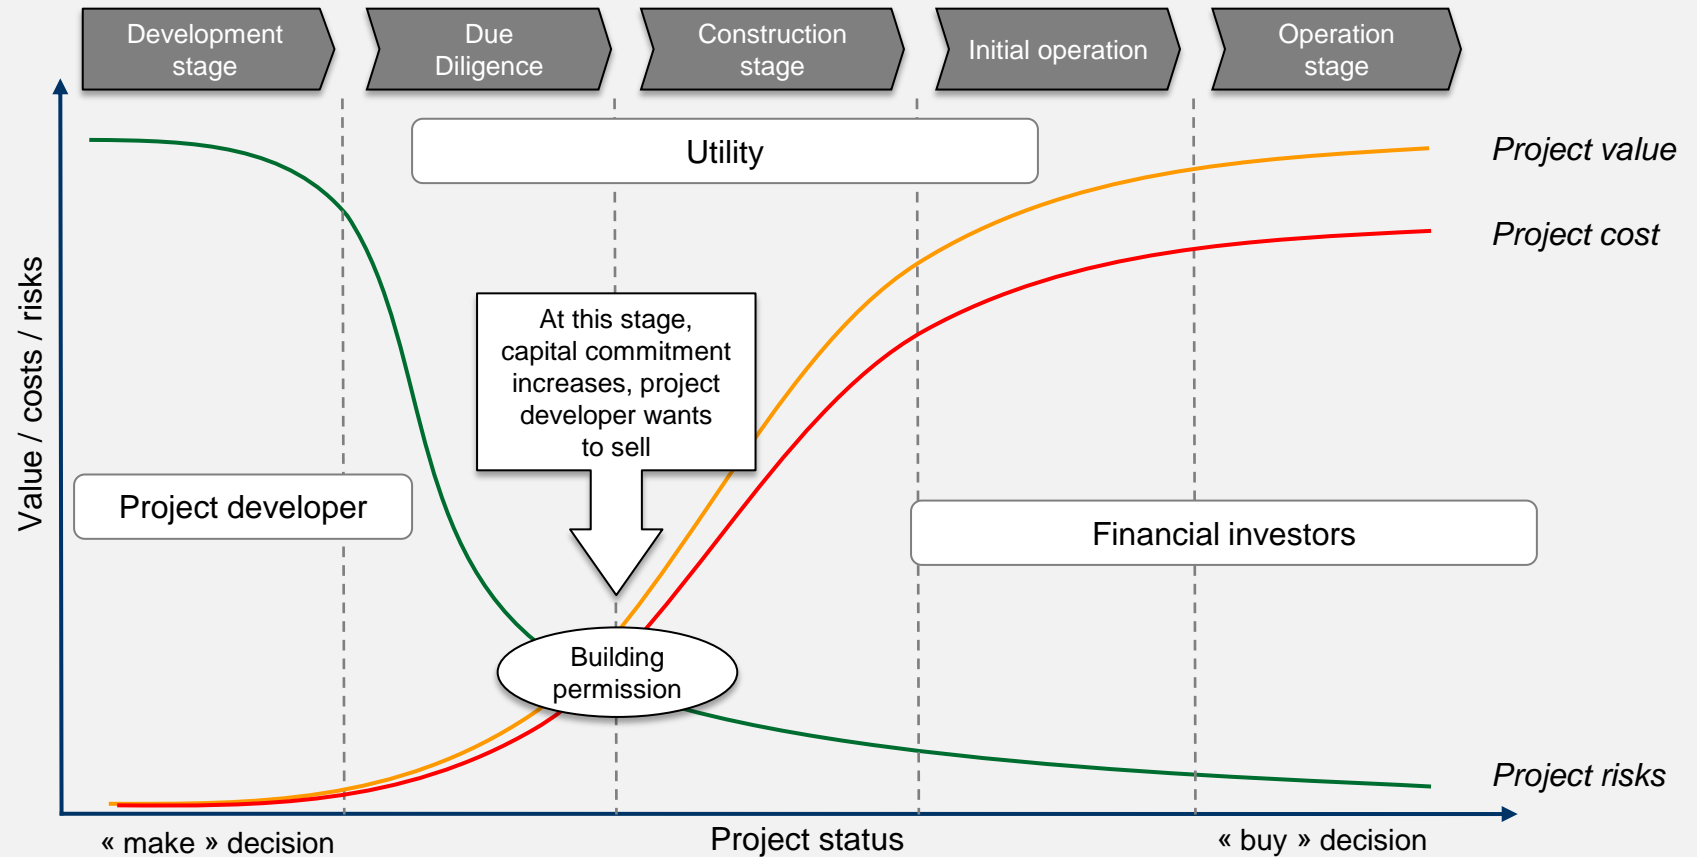 Development
stage
Due
Diligence
Construction
stage
Initial operation
Operation
stage
Utility
Project value
Project cost
At this stage,
capital commitment
increases, project
developer wants
to sell
Value / costs / risks
Project developer
Financial investors
Building
permission
Project risks
« make » decision
Project status
« buy » decision